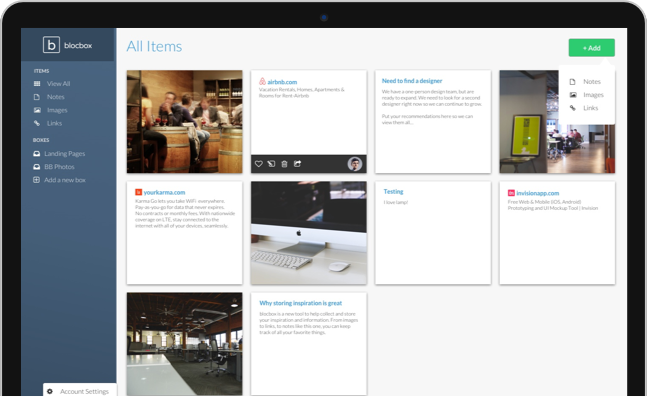 b blocbox
ITEMS
View All
Notes
Images
Links
BOXES
Landing Pages
BB Photos
Add a new box
Account Settings
All Items
+ Add
Notes
Images
Links
airbnb.com
Vacation Rentals, Homes, Apartments &
Rooms for Rent-Airbnb
Need to find a designer
We have a one-person design team, but are
ready to expand. We need to look for a second
designer right now so we can continue to grow.
Put your recommendations here so we can
view them all...
yourkarma.com
Karma Go lets you take WiFi everywhere.
Pay-as-you-go for data that never expires.
No contracts or monthly fees. With nationwide
coverage on LTE, stay connected to the
internet with all of your devices, seamlessly.
Testing
I love lamp!
in invisionapp.com
Free Web & Mobile (iOS, Android)
Prototyping and UI Mockup Tool | Invision
Why storing inspiration is great
blocbox is a new tool to help collect and store
your inspiration and information. From images
to links, to notes like this one, you can keep
track of all your favorite things.